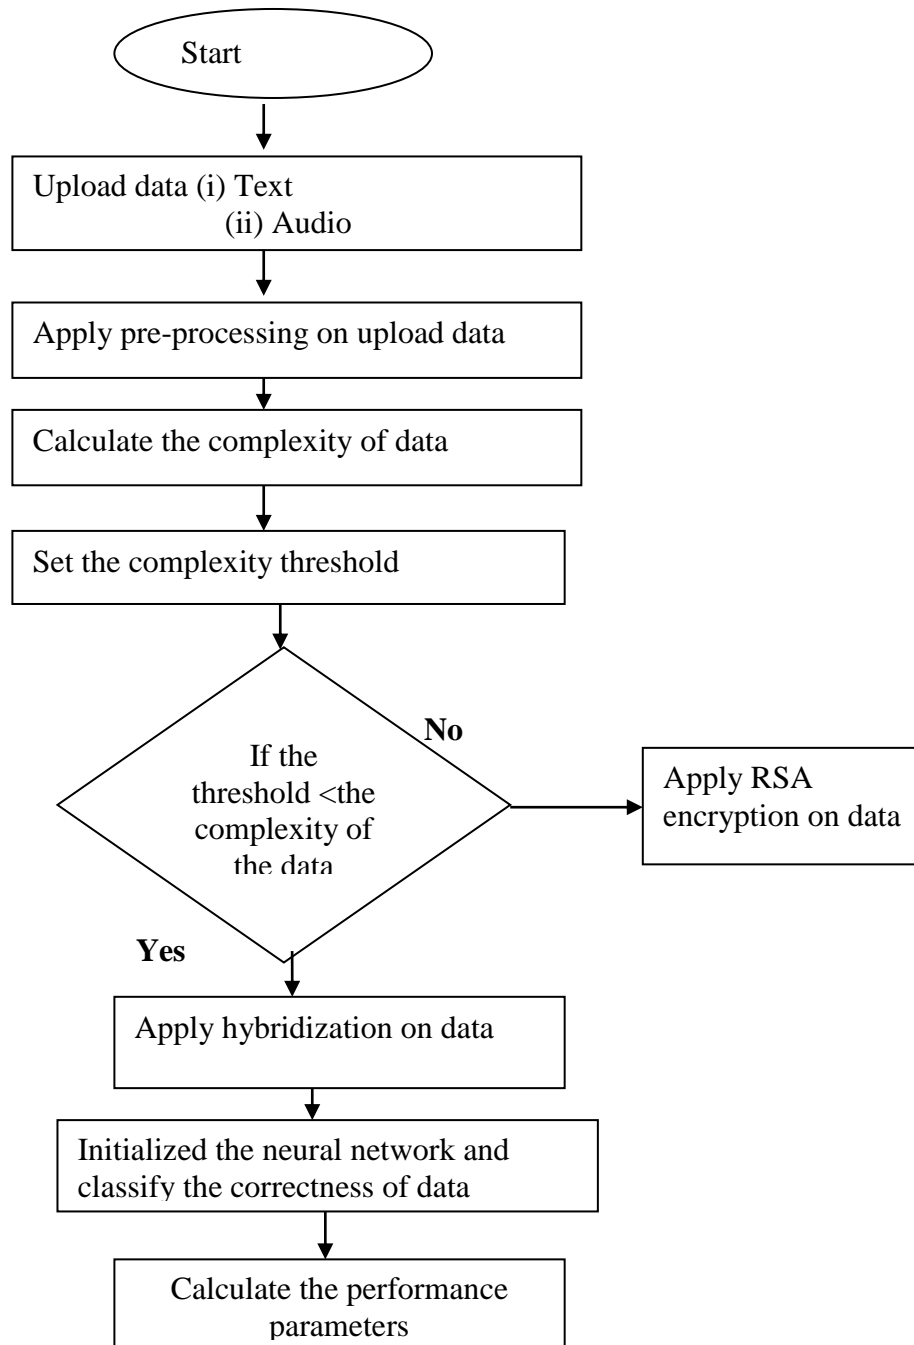 Start
Upload data (i) Text
(ii) Audio
Apply pre-processing on upload data
Calculate the complexity of data
Set the complexity threshold
No
If the
threshold <the
complexity of
the data
Apply RSA
encryption on data
Yes
Apply hybridization on data
Initialized the neural network and
classify the correctness of data
Calculate the performance
parameters